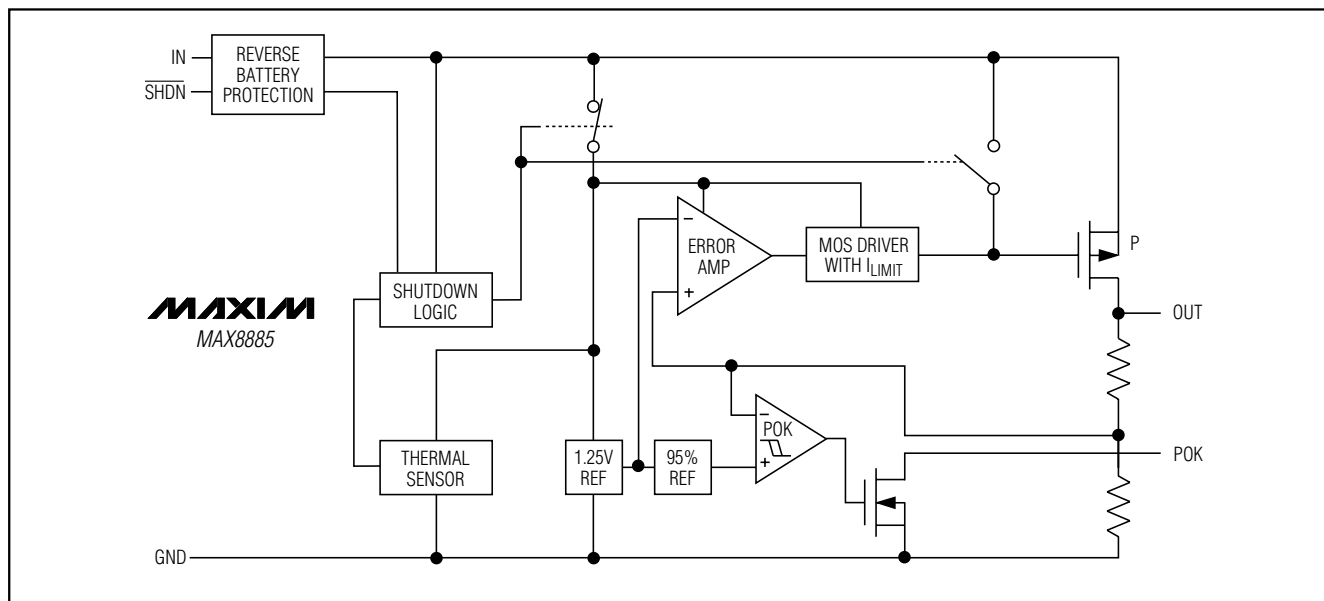 IN
SHDN
REVERSE
BATTERY
PROTECTION
P
ERROR
AMP
−
+
MOS DRIVER
WITH ILIMIT
SHUTDOWN
LOGIC
OUT
MAXIM
MAX8885
THERMAL
SENSOR
1.25V
REF
95%
REF
−
POK
+
POK
GND